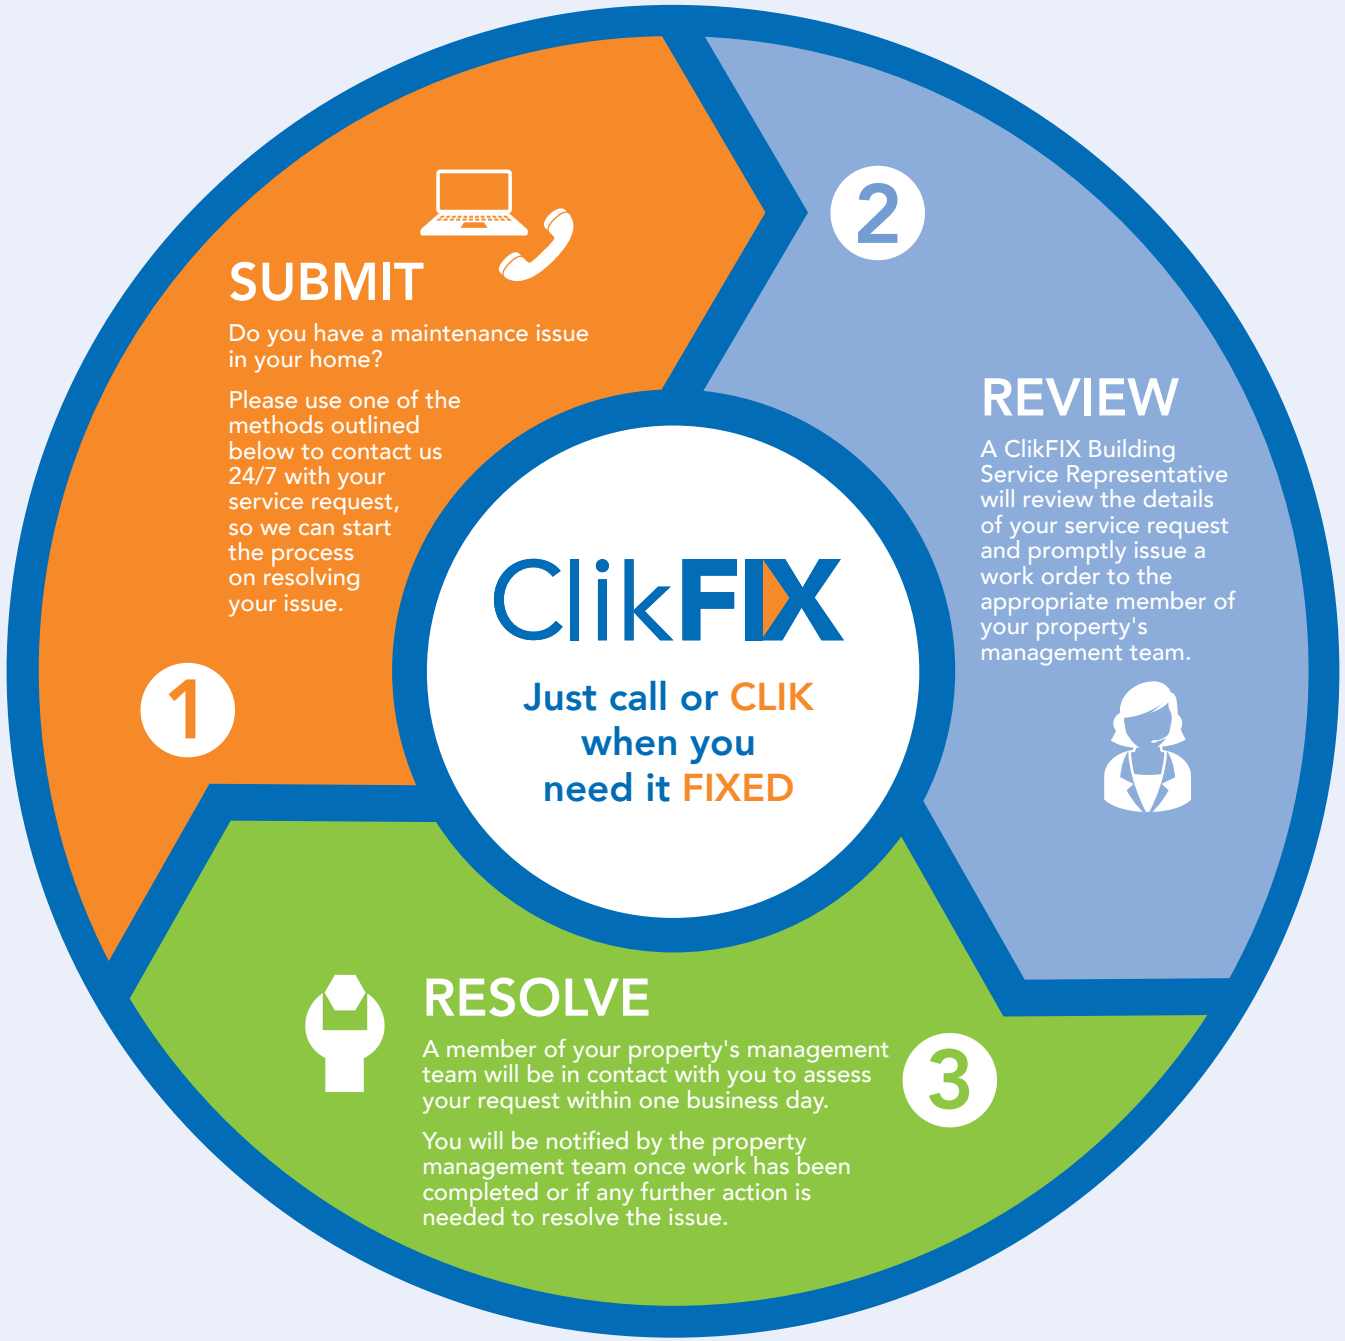 SUBMIT
Do you have a maintenance issue
in your home?
Please use one of the
methods outlined
below to contact us
24/7 with your
service request,
so we can start
the process
on resolving
your issue.
1
2
REVIEW
A ClikFIX Building
Service Representative
will review the details
of your service request
and promptly issue a
work order to the
appropriate member of
your property's
management team.
ClikFIX
Just call or CLIK
when you
need it FIXED
RESOLVE
A member of your property's management
team will be in contact with you to assess
your request within one business day.
You will be notified by the property
management team once work has been
completed or if any further action is
needed to resolve the issue.
3